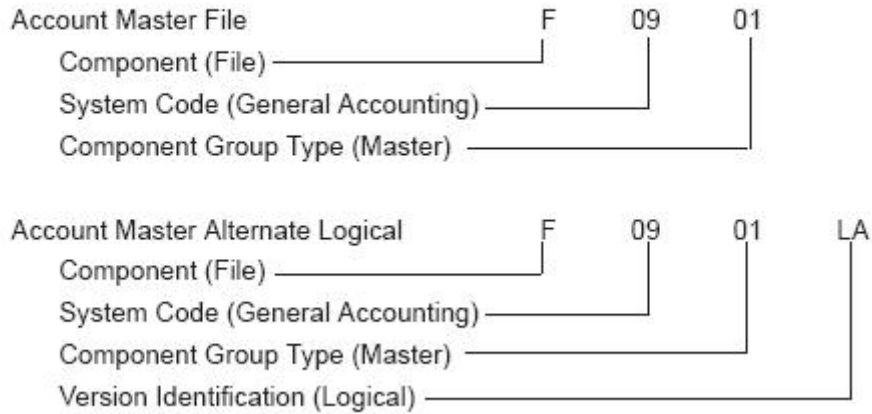 Account Master File F 09 01
Component (File)
System Code (General Accounting)
Component Group Type (Master)
Account Master Alternate Logical F 09 01 LA
Component (File)
System Code (General Accounting)
Component Group Type (Master)
Version Identification (Logical)